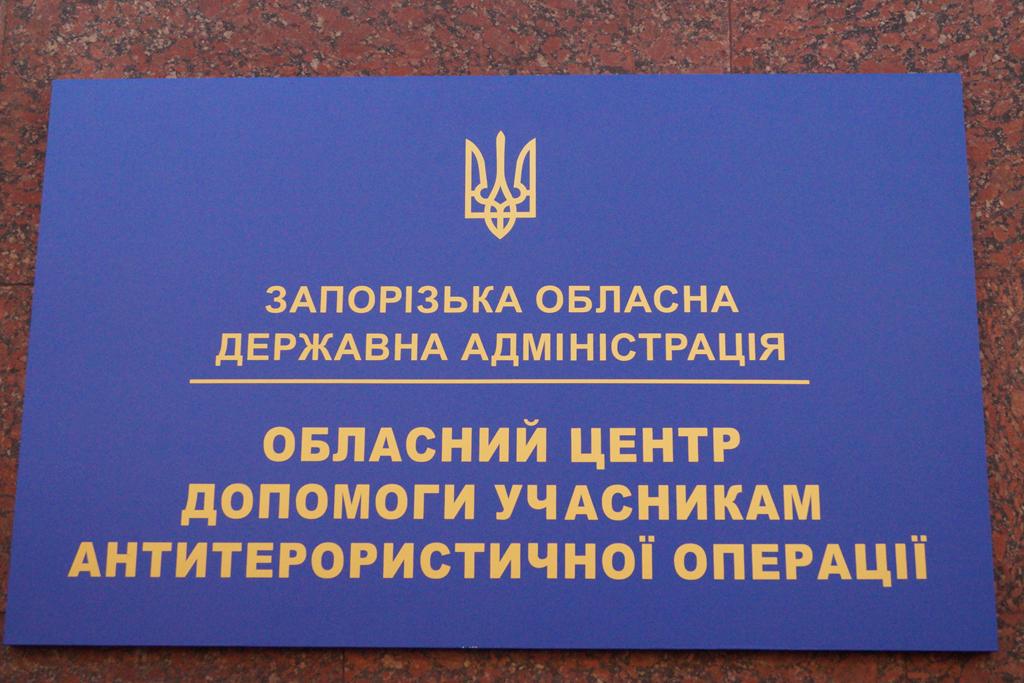 ЗАПОРІЗЬКА ОБЛАСНА
ДЕРЖАВНА АДМІНІСТРАЦІЯ
ОБЛАСНИЙ ЦЕНТР
ДОПОМОГИ УЧАСНИКАМ
АНТИТЕРОРИСТИЧНОЇ ОПЕРАЦІЇ